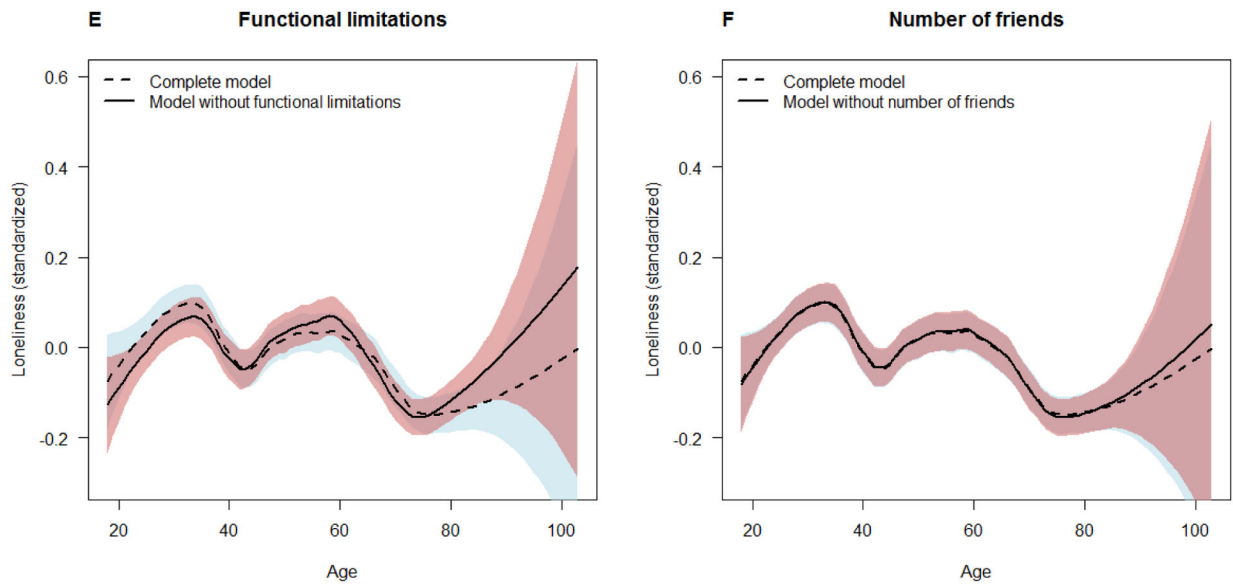 E Functional limitations
Loneliness (standardized)
0.6
0.4
0.2
0.0
-0.2
Complete model
Model without functional limitations
20 40 60 80 100
Age
F Number of friends
Loneliness (standardized)
0.6
0.4
0.2
0.0
-0.2
Complete model
Model without number of friends
20 40 60 80 100
Age